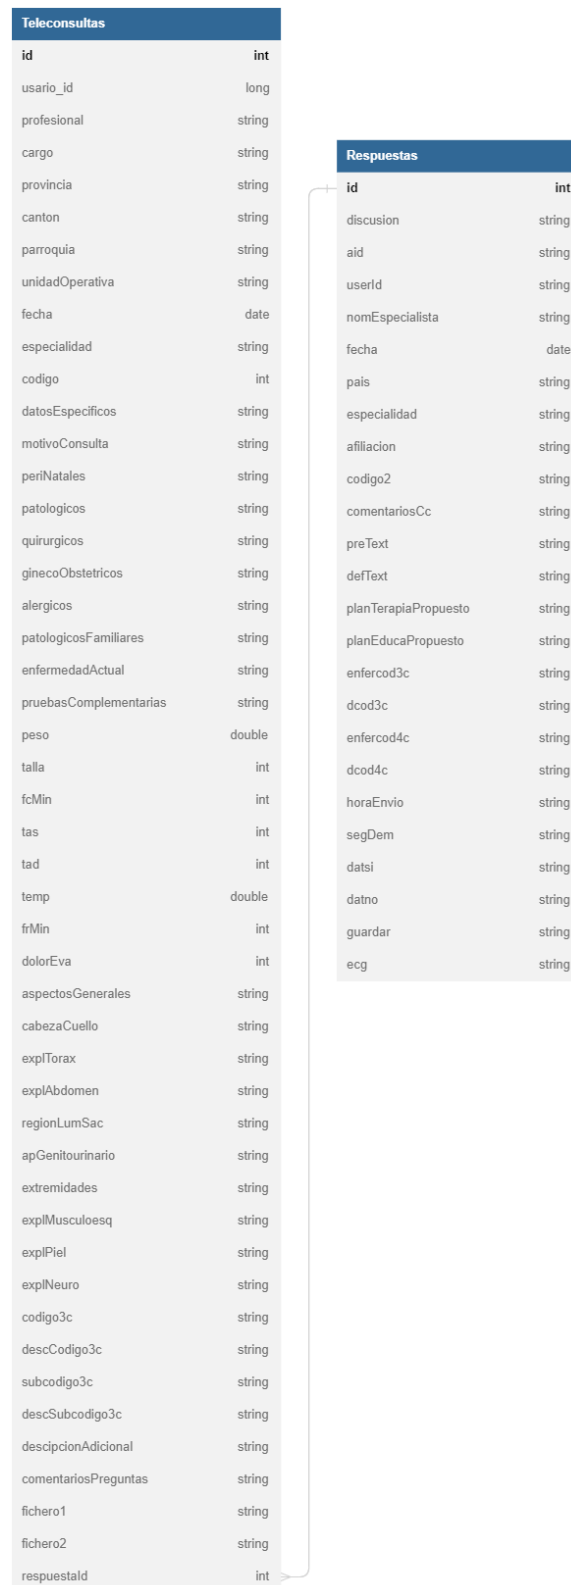 Teleconsultas
id int
usario_id long
profesional string
cargo string
provincia string
canton string
parroquia string
unidadOperativa string
fecha date
especialidad string
codigo int
datosEspecificos string
motivoConsulta string
periNatales string
patologicos string
quirurgicos string
ginecoObstetricos string
alergicos string
patologicosFamiliares string
enfermedadActual string
pruebasComplementarias string
peso double
talla int
fcMin int
tas int
tad int
temp double
frMin int
dolorEva int
aspectosGenerales string
cabezaCuello string
explTorax string
explAbdomen string
regionLumSac string
apGenitourinario string
extremidades string
explMusculoesq string
explPiel string
explNeuro string
codigo3c string
descCodigo3c string
subcodigo3c string
descSubcodigo3c string
descipcionAdicional string
comentariosPreguntas string
fichero1 string
fichero2 string
respuestaId int
Respuestas
id int
discusion string
aid string
userId string
nomEspecialista string
fecha date
pais string
especialidad string
afiliacion string
codigo2 string
comentariosCc string
preText string
defText string
planTerapiaPropuesto string
planEducaPropuesto string
enfercod3c string
dcod3c string
enfercod4c string
dcod4c string
horaEnvio string
segDem string
datsi string
datno string
guardar string
ecg string